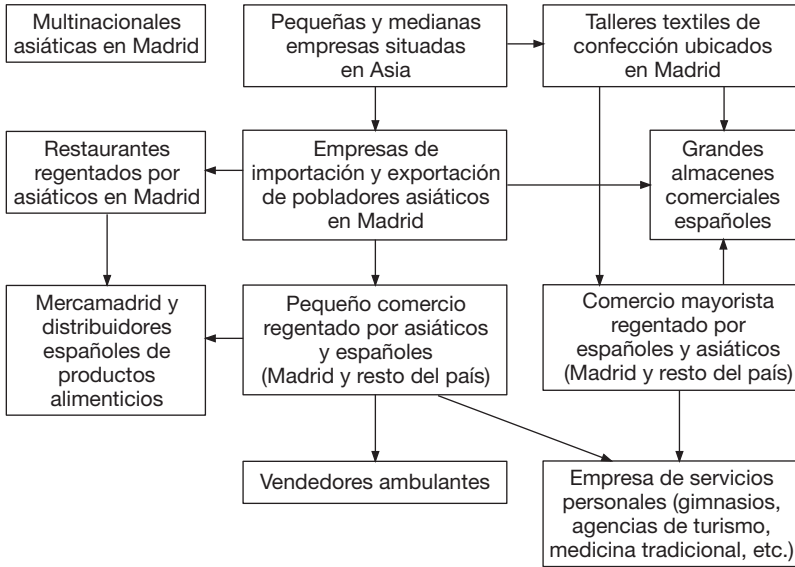 Multinacionales
asiáticas en Madrid
Pequeñas y medianas
empresas situadas
en Asia
Talleres textiles de
confección ubicados
en Madrid
Restaurantes
regentados por
asiáticos en Madrid
Empresas de
importación y exportación
de pobladores asiáticos
en Madrid
Grandes
almacenes
comerciales
españoles
Mercamadrid y
distribuidores
españoles de
productos
alimenticios
Pequeño comercio
regentado por asiáticos
y españoles
(Madrid y resto del país)
Comercio mayorista
regentado por
españoles y asiáticos
(Madrid y resto del país)
Vendedores ambulantes
Empresa de servicios
personales (gimnasios,
agencias de turismo,
medicina tradicional, etc.)